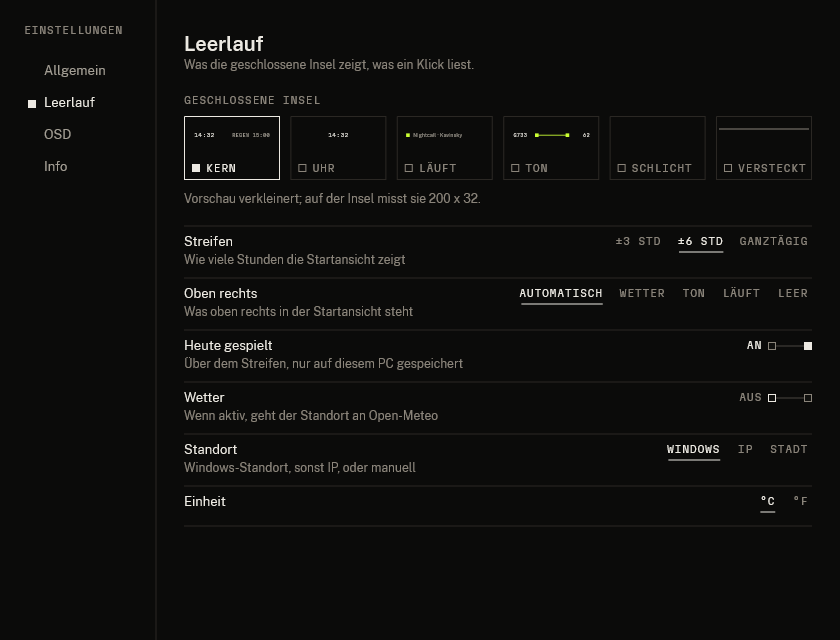 EINSTELLUNGEN
Allgemein
Leerlauf
OSD
Info
Leerlauf
Was die geschlossene Insel zeigt, was ein Klick liest.
GESCHLOSSENE INSEL
14:32 REGEN 15:00
KERN
14:32
UHR
Nightcall · Kavinsky
LÄUFT
G733 62
TON
SCHLICHT
VERSTECKT
Vorschau verkleinert; auf der Insel misst sie 200 x 32.
Streifen ±3 STD ±6 STD GANZTÄGIG
Wie viele Stunden die Startansicht zeigt
Oben rechts AUTOMATISCH WETTER TON LÄUFT LEER
Was oben rechts in der Startansicht steht
Heute gespielt AN
Über dem Streifen, nur auf diesem PC gespeichert
Wetter AUS
Wenn aktiv, geht der Standort an Open-Meteo
Standort WINDOWS IP STADT
Windows-Standort, sonst IP, oder manuell
Einheit °C °F